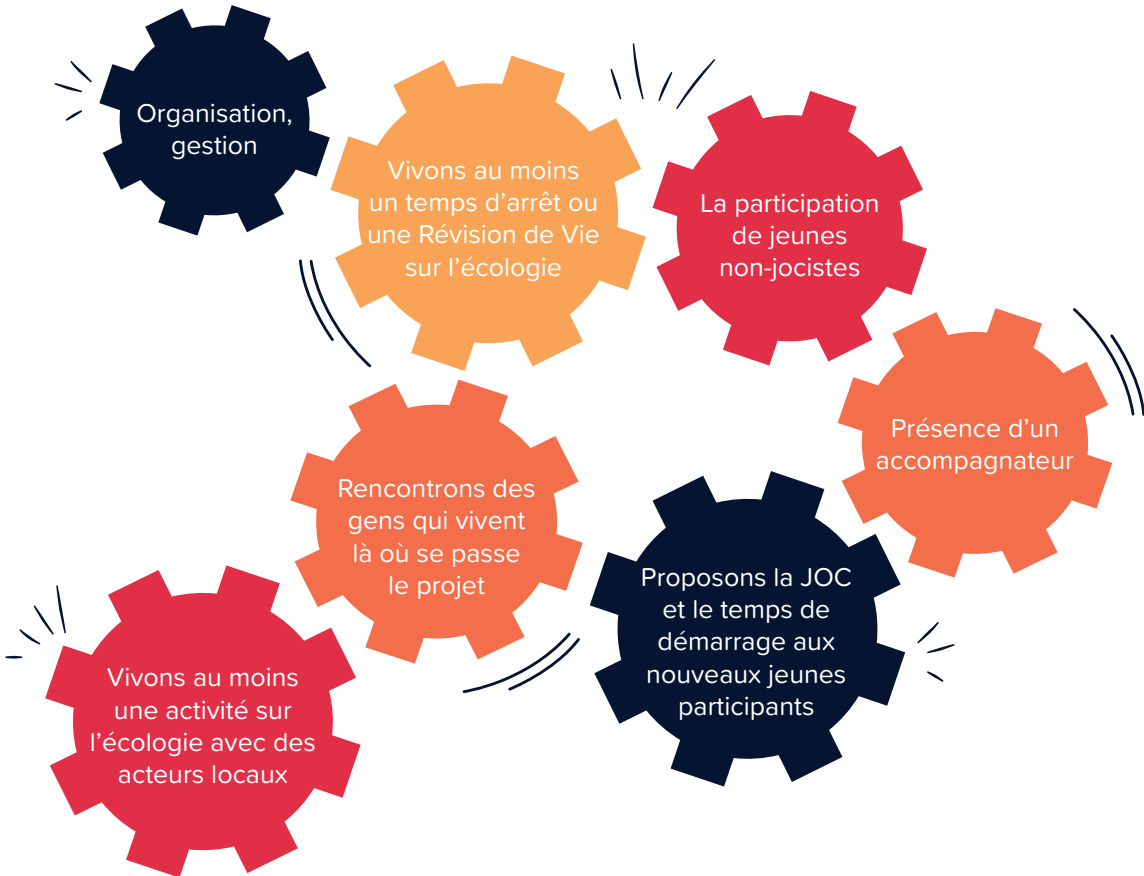 Organisation,
gestion
Vivons au moins
un temps d’arrêt ou
une Révision de Vie
sur l’écologie
La participation
de jeunes
non-jocistes
Présence d’un
accompagnateur
Rencontrons des
gens qui vivent
là où se passe
le projet
Proposons la JOC
et le temps de
démarrage aux
nouveaux jeunes
participants
Vivons au moins
une activité sur
l’écologie avec des
acteurs locaux